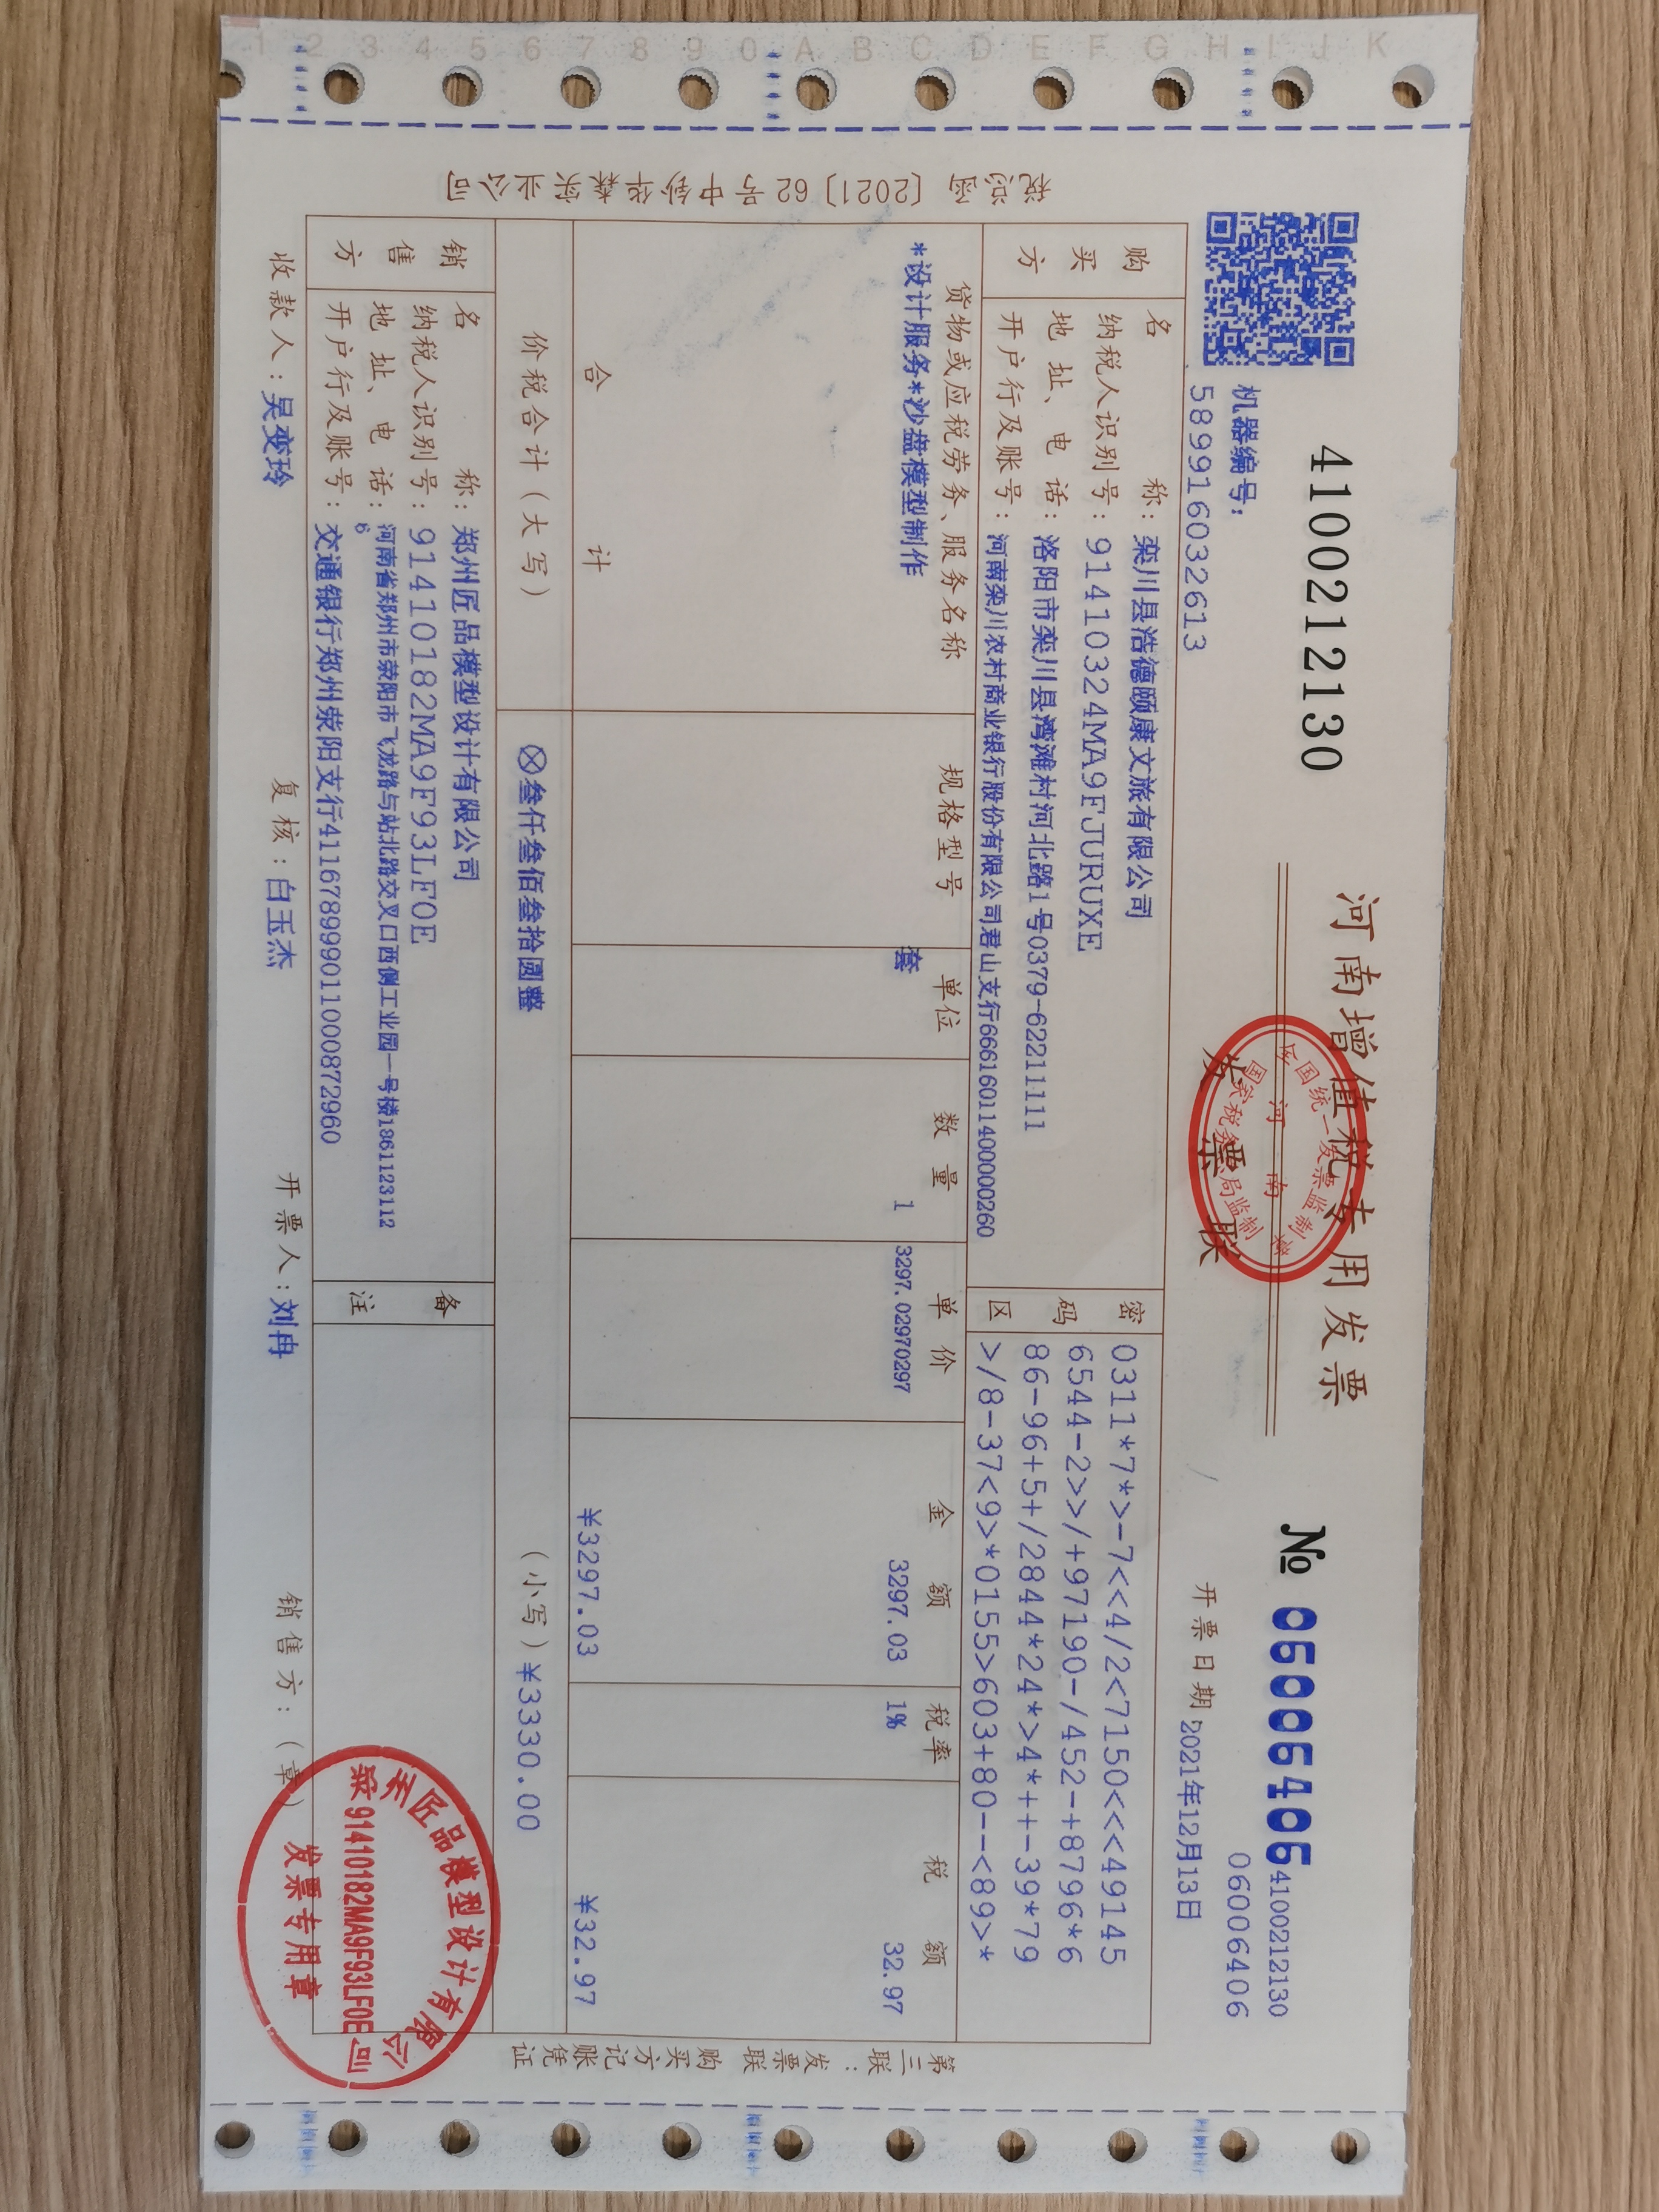 4100212130
河南增值税专用发票
№ 06006406
4100212130
06006406
机器编号:
589916032613
发票联
全国统一发票监制章
河南
国家税务总局监制
开票日期:2021年12月13日
税总函〔2021〕62号中钞华森实业公司
购买方
名称:栾川县浩德颐康文旅有限公司
纳税人识别号:91410324MA9FJURUXE
地址、电话:洛阳市栾川县湾滩村河北路1号0379-62211111
开户行及账号:河南栾川农村商业银行股份有限公司君山支行66616011400000260
密码区
0311*7*>-7<<4/2<7150<<<49145
6544-2>>/+97190-/452-+8796*6
86-96+5+/2844*24*>4*++-39*79
>/8-37<9>*0155>603+80--<89>*
货物或应税劳务、服务名称 规格型号 单位 数量 单价 金额 税率 税额
*设计服务*沙盘模型制作 套 1 3297.02970297 3297.03 1% 32.97
合计 ¥3297.03 ¥32.97
价税合计(大写) ⊗叁仟叁佰叁拾圆整 (小写)¥3330.00
销售方
名称:郑州匠品模型设计有限公司
纳税人识别号:91410182MA9F93LF0E
地址、电话:河南省郑州市荥阳市飞龙路与站北路交叉口西侧工业园一号楼1861123112
6
开户行及账号:交通银行郑州荥阳支行411678999011000872960
备注
收款人:吴变玲 复核:白玉杰 开票人:刘冉 销售方:(章)
郑州匠品模型设计有限公司
91410182MA9F93LF0E
发票专用章
第三联:发票联 购买方记账凭证
1 2 3 4 5 6 7 8 9 0 A B C D E F G H I J K